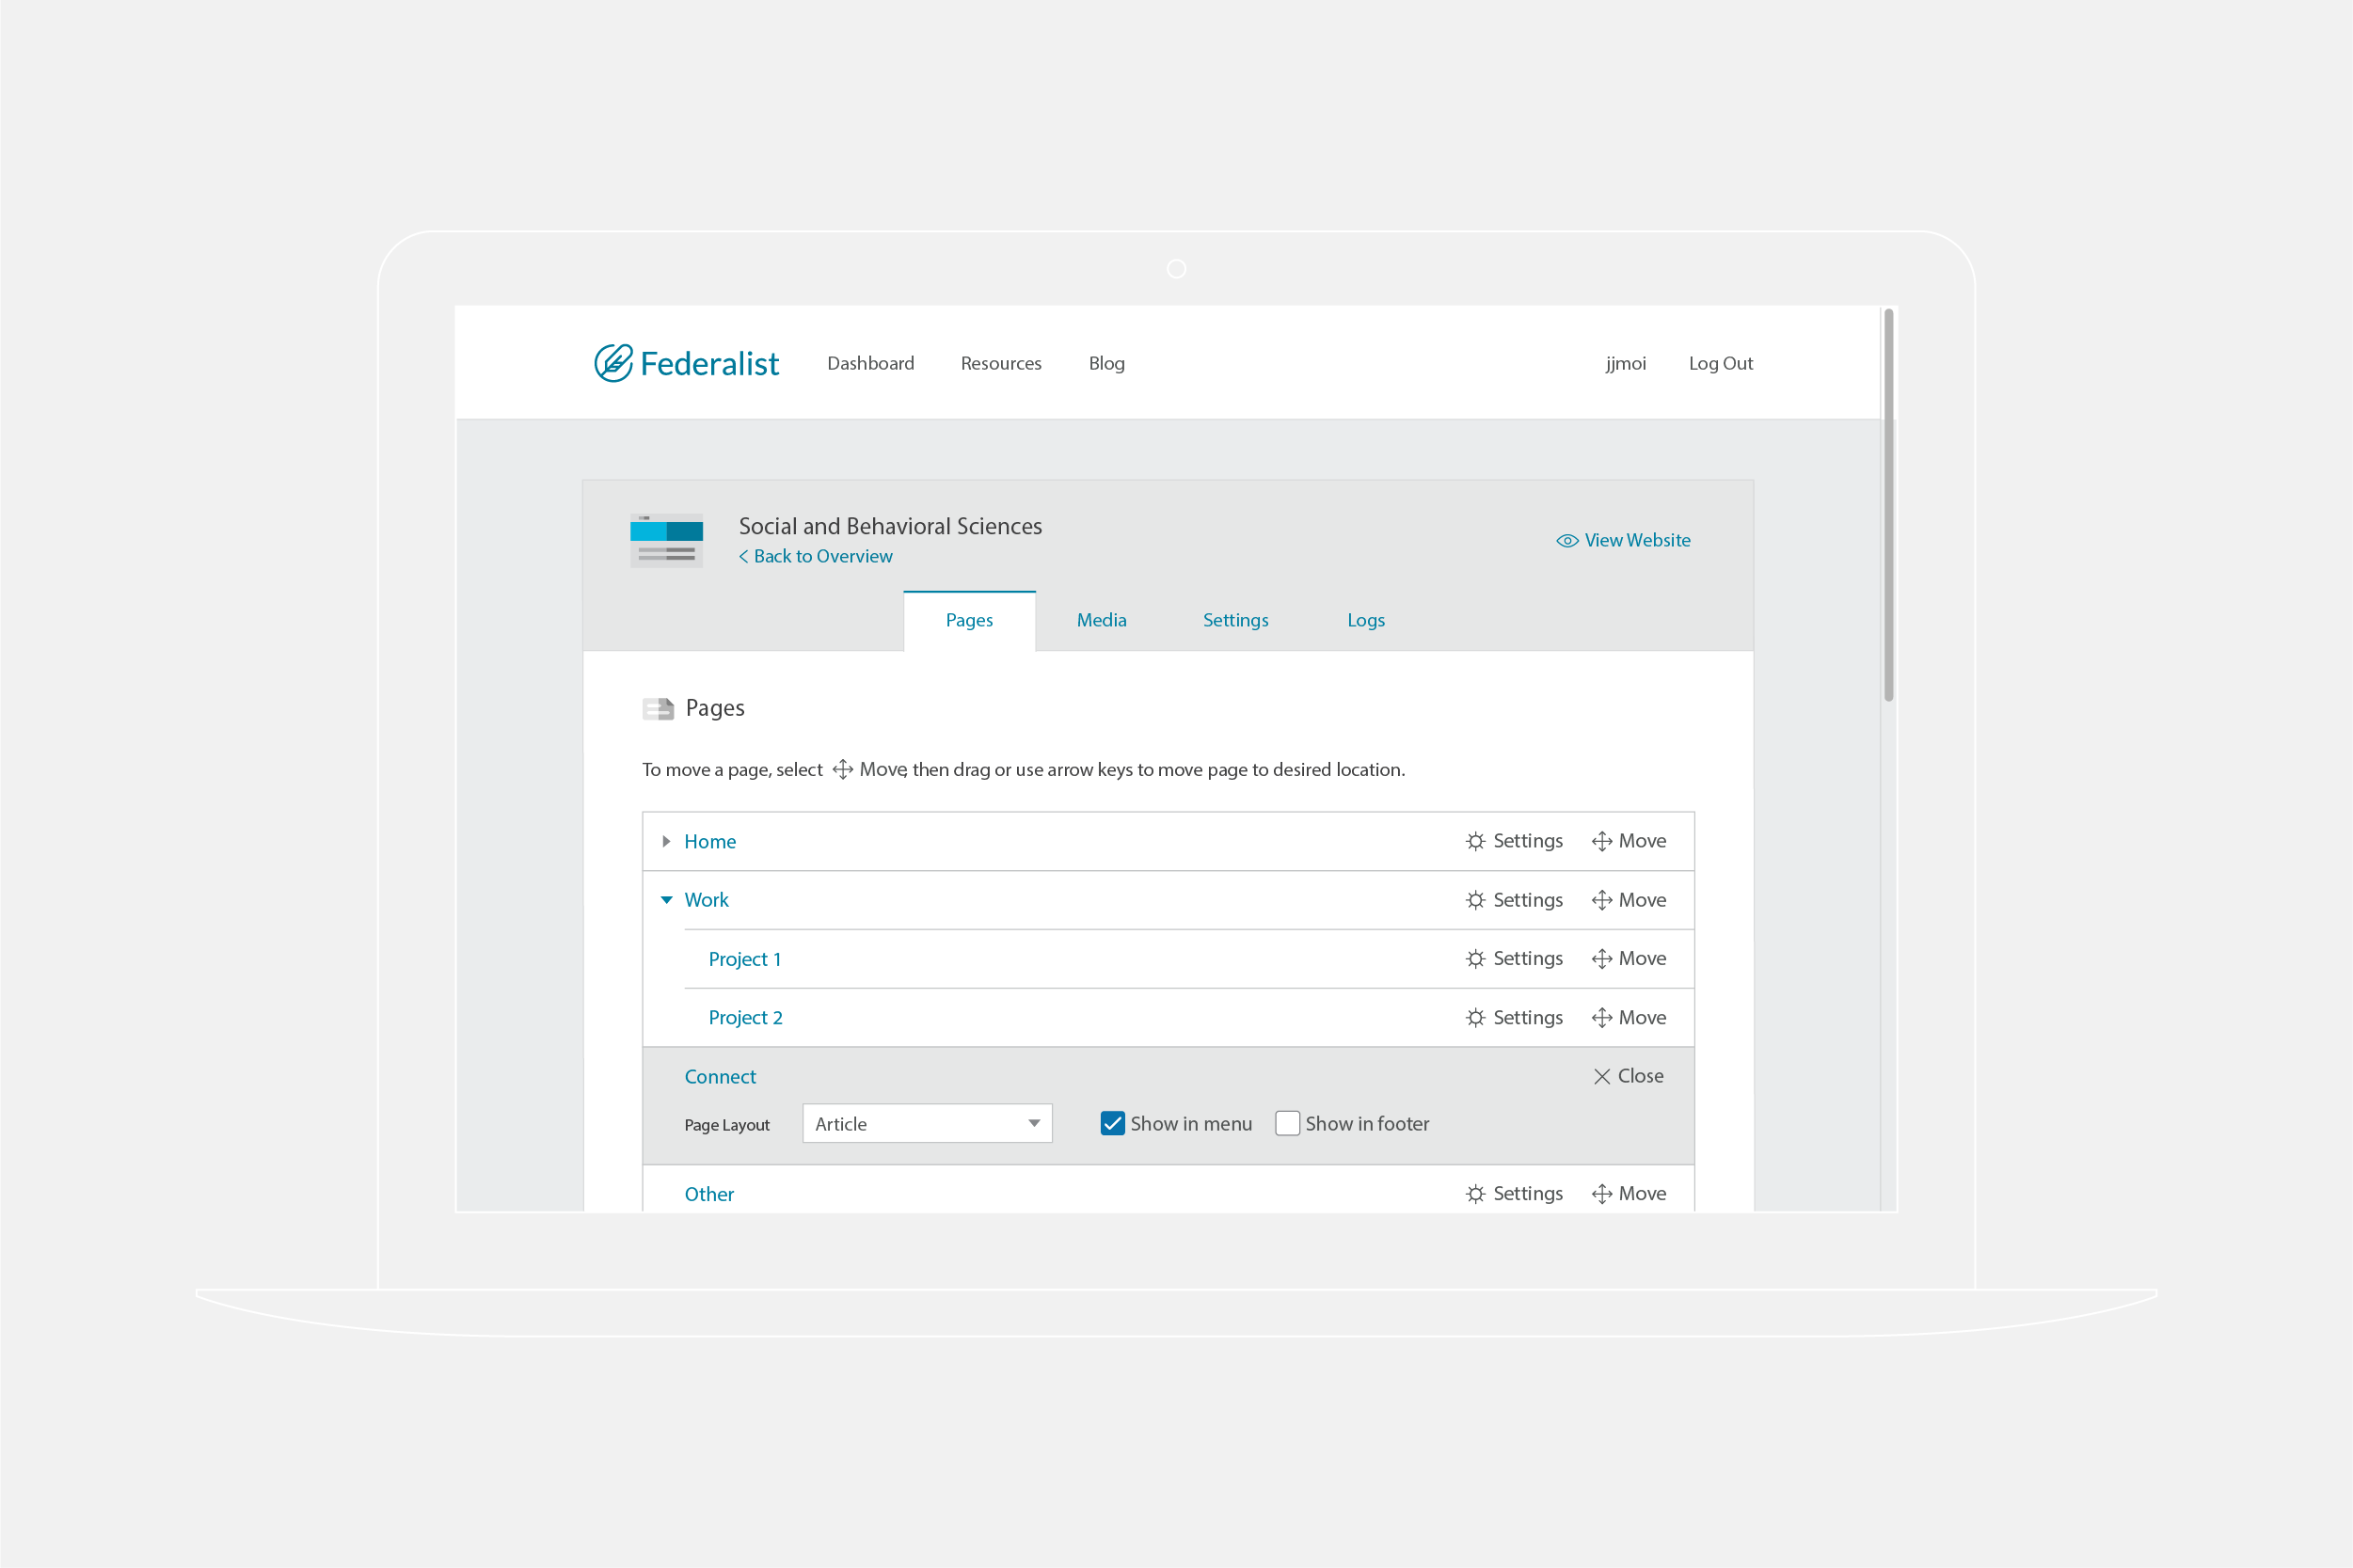 Federalist Dashboard Resources Blog jjmoi Log Out
Social and Behavioral Sciences
Back to Overview
View Website
Pages Media Settings Logs
Pages
To move a page, select Move, then drag or use arrow keys to move page to desired location.
Home Settings Move
Work Settings Move
Project 1 Settings Move
Project 2 Settings Move
Connect Close
Page Layout Article Show in menu Show in footer
Other Settings Move